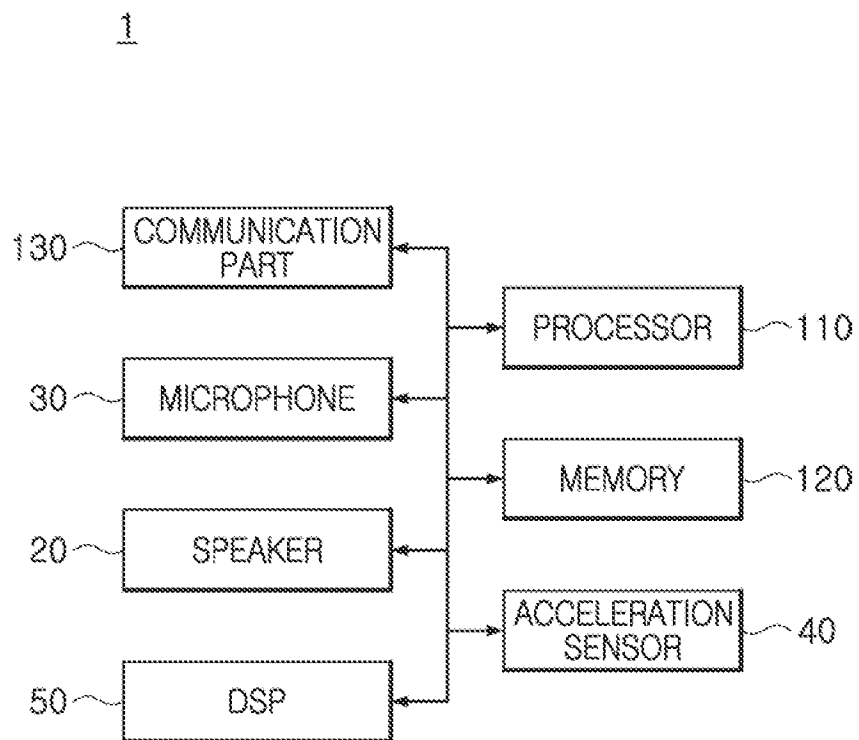 1
130
COMMUNICATION
PART
PROCESSOR
110
30
MICROPHONE
MEMORY
120
20
SPEAKER
ACCELERATION
SENSOR
40
50
DSP